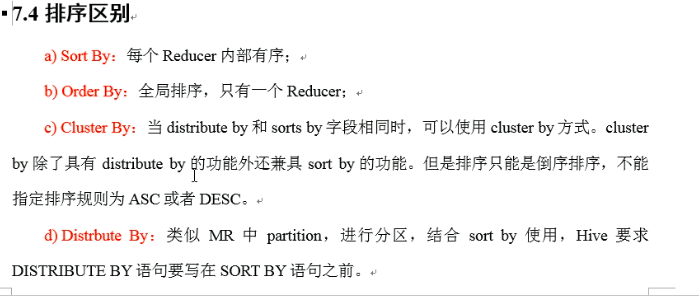 7.4 排序区别
a) Sort By：每个 Reducer 内部有序；
b) Order By：全局排序，只有一个 Reducer；
c) Cluster By：当 distribute by 和 sorts by 字段相同时，可以使用 cluster by 方式。cluster
by 除了具有 distribute by 的功能外还兼具 sort by 的功能。但是排序只能是倒序排序，不能
指定排序规则为 ASC 或者 DESC。
d) Distrbute By：类似 MR 中 partition，进行分区，结合 sort by 使用，Hive 要求
DISTRIBUTE BY 语句要写在 SORT BY 语句之前。